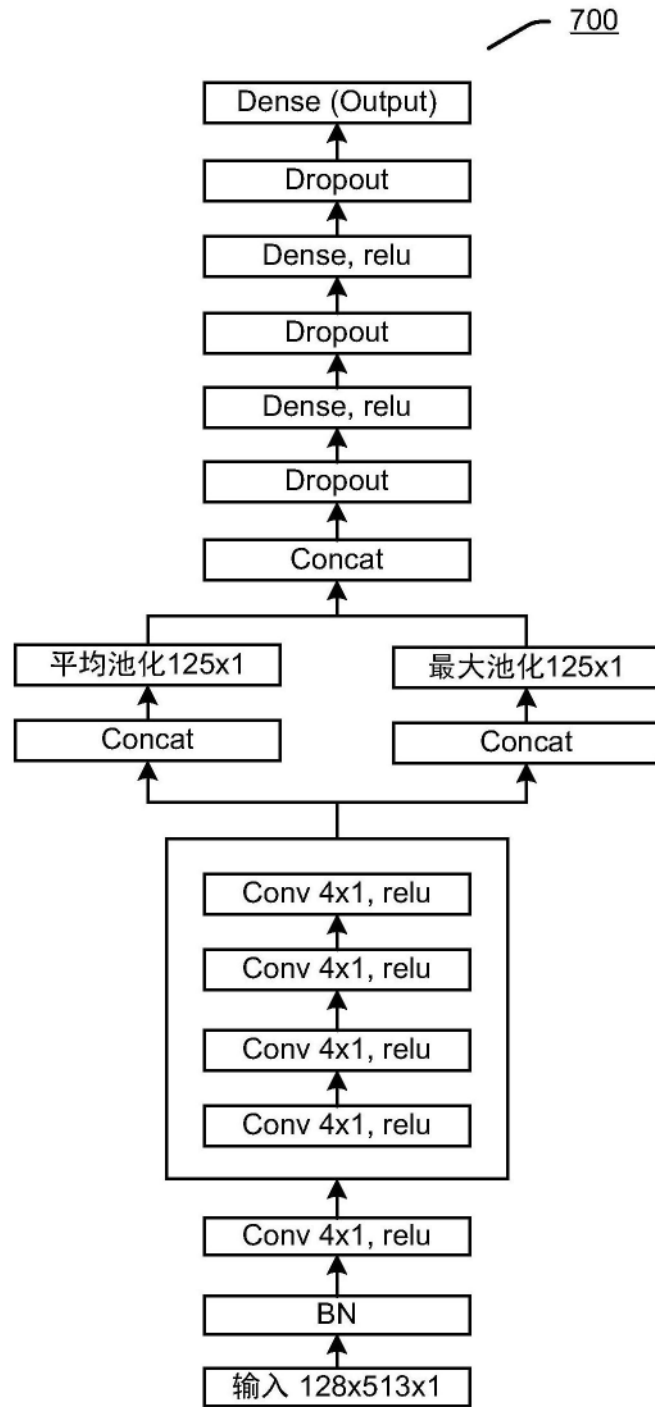 700
Dense (Output)
Dropout
Dense, relu
Dropout
Dense, relu
Dropout
Concat
平均池化125x1
最大池化125x1
Concat
Concat
Conv 4x1, relu
Conv 4x1, relu
Conv 4x1, relu
Conv 4x1, relu
Conv 4x1, relu
BN
输入 128x513x1